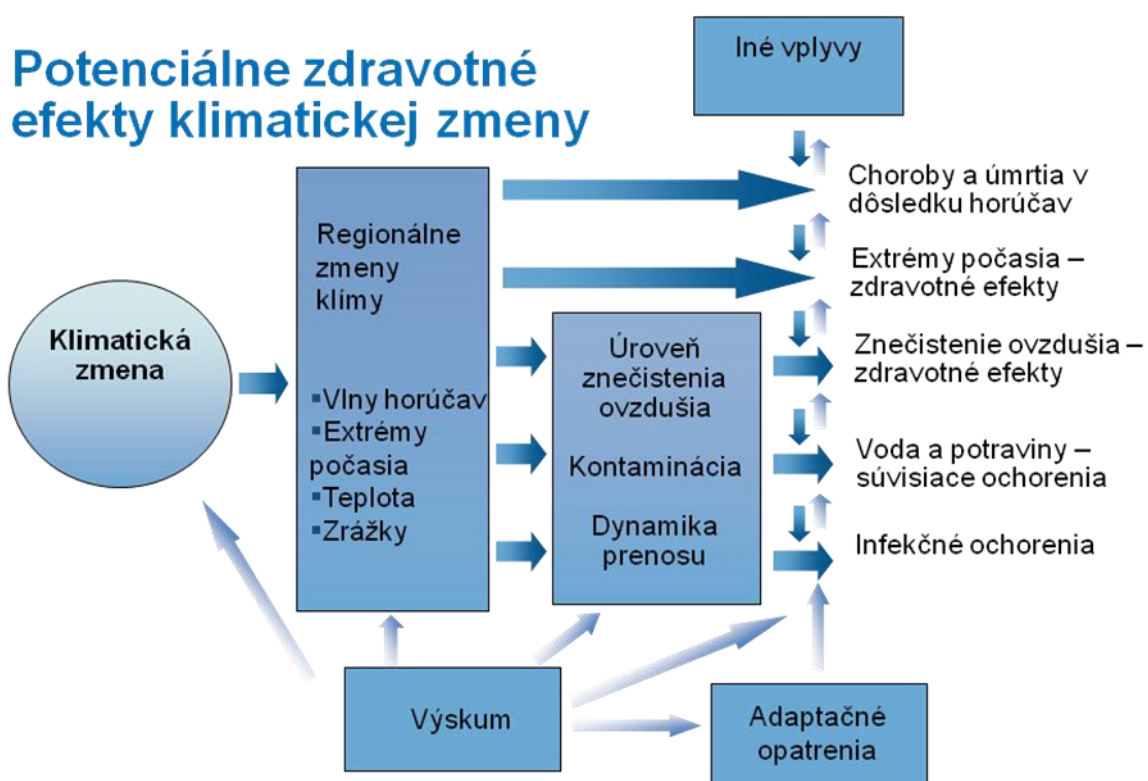 Potenciálne zdravotné
efekty klimatickej zmeny
Iné vplyvy
Klimatická
zmena
Regionálne
zmeny
klímy
▪Vlny horúčav
▪Extrémy
počasia
▪Teplota
▪Zrážky
Úroveň
znečistenia
ovzdušia
Kontaminácia
Dynamika
prenosu
Choroby a úmrtia v
dôsledku horúčav
Extrémy počasia –
zdravotné efekty
Znečistenie ovzdušia –
zdravotné efekty
Voda a potraviny –
súvisiace ochorenia
Infekčné ochorenia
Výskum
Adaptačné
opatrenia